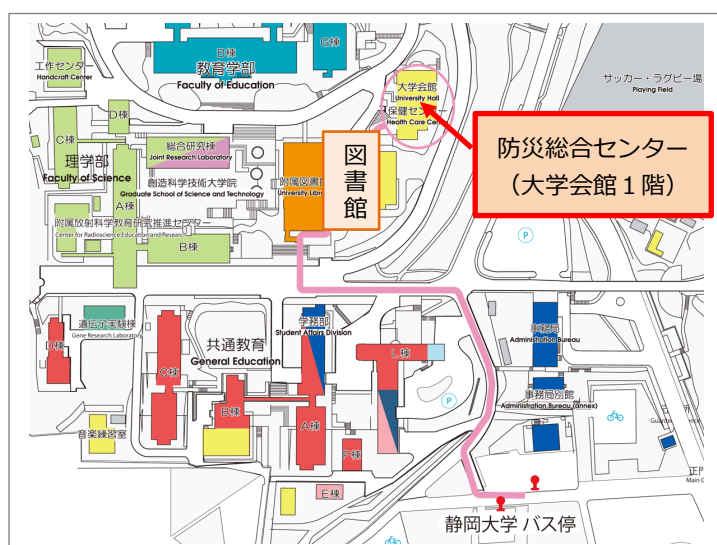 B棟
教育学部
Faculty of Education
G棟
工作センター
Handcraft Center
大学会館
University Hall
保健センター
Health Care
サッカー・ラグビー場
Playing Field
防災総合センター
（大学会館１階）
図書館
D棟
C棟
総合研究棟
Joint Research Laboratory
理学部
Faculty of Science
創造科学技術大学院
Graduate School of Science and Technology
附属図書
University
A棟
附属放射科学教育研究推進センター
Center for Radioscience Education and Research
B棟
P
遺伝子実験棟
Gene Research Laboratory
D棟
学務部
Student Affairs Division
共通教育
General Education
C棟
L棟
事務局
Administration Bureau
事務局別館
Administration Bureau (annex)
B棟
A棟
P
音楽練習室
P棟
E棟
正門
Main
静岡大学 バス停